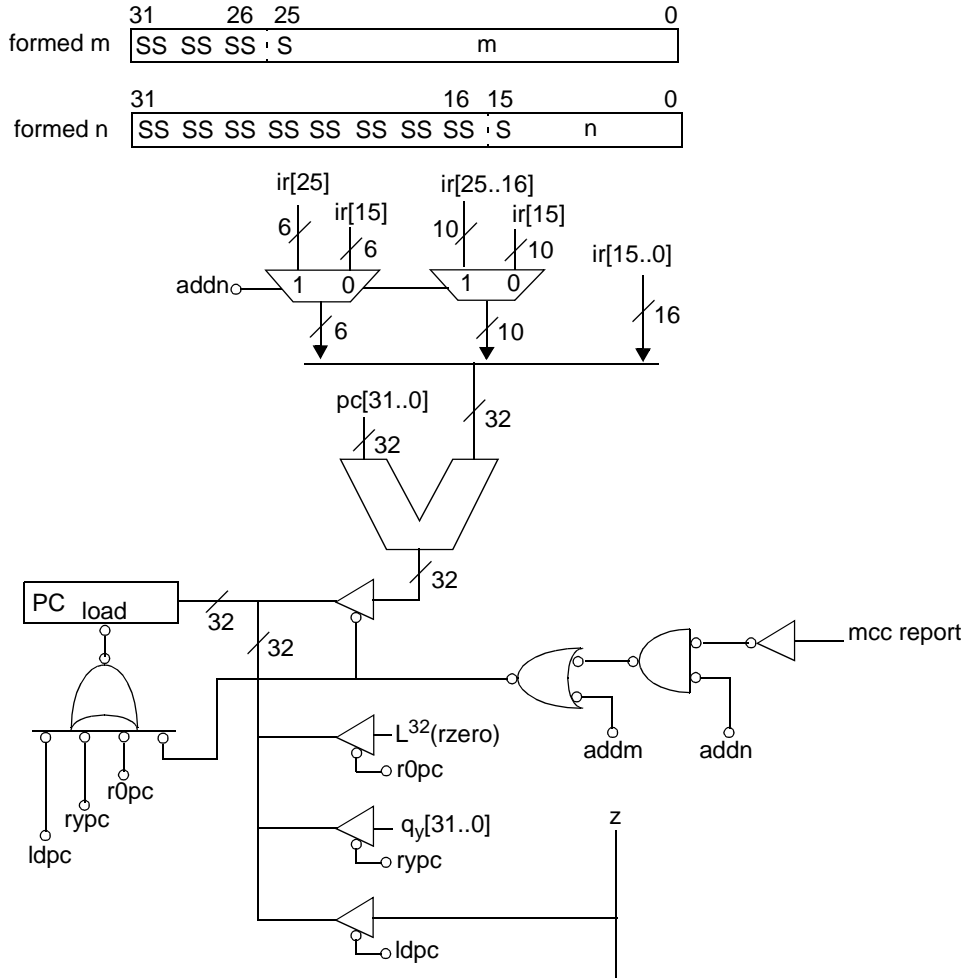 31 26 25 0
formed m SS SS SS S m
31 16 15 0
formed n SS SS SS SS SS SS SS SS S n
ir[25] ir[25..16]
ir[15] ir[15]
6 6 10 10 ir[15..0]
addn 1 0 1 0
6 10 16
pc[31..0]
32 32
32
PC load 32
32
mcc report
addm addn
L³²(rzero)
r0pc
r0pc
rypc
ldpc
qy[31..0]
rypc
z
ldpc